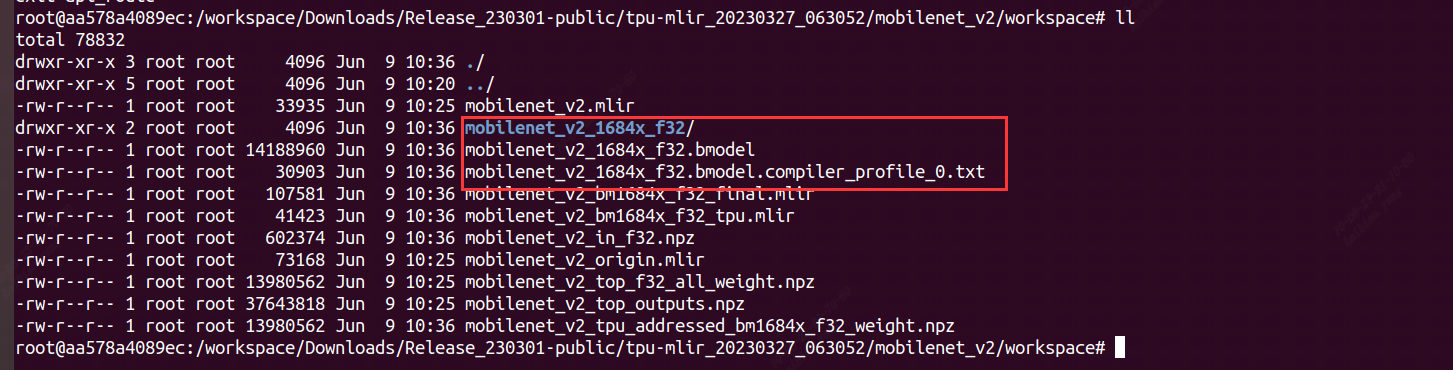 root@aa578a4089ec:/workspace/Downloads/Release_230301-public/tpu-mlir_20230327_063052/mobilenet_v2/workspace# ll
total 78832
drwxr-xr-x 3 root root     4096 Jun  9 10:36 ./
drwxr-xr-x 5 root root     4096 Jun  9 10:20 ../
-rw-r--r-- 1 root root    33935 Jun  9 10:25 mobilenet_v2.mlir
drwxr-xr-x 2 root root     4096 Jun  9 10:36 mobilenet_v2_1684x_f32/
-rw-r--r-- 1 root root 14188960 Jun  9 10:36 mobilenet_v2_1684x_f32.bmodel
-rw-r--r-- 1 root root    30903 Jun  9 10:36 mobilenet_v2_1684x_f32.bmodel.compiler_profile_0.txt
-rw-r--r-- 1 root root   107581 Jun  9 10:36 mobilenet_v2_bm1684x_f32_final.mlir
-rw-r--r-- 1 root root    41423 Jun  9 10:36 mobilenet_v2_bm1684x_f32_tpu.mlir
-rw-r--r-- 1 root root   602374 Jun  9 10:36 mobilenet_v2_in_f32.npz
-rw-r--r-- 1 root root    73168 Jun  9 10:25 mobilenet_v2_origin.mlir
-rw-r--r-- 1 root root 13980562 Jun  9 10:25 mobilenet_v2_top_f32_all_weight.npz
-rw-r--r-- 1 root root 37643818 Jun  9 10:25 mobilenet_v2_top_outputs.npz
-rw-r--r-- 1 root root 13980562 Jun  9 10:36 mobilenet_v2_tpu_addressed_bm1684x_f32_weight.npz
root@aa578a4089ec:/workspace/Downloads/Release_230301-public/tpu-mlir_20230327_063052/mobilenet_v2/workspace#